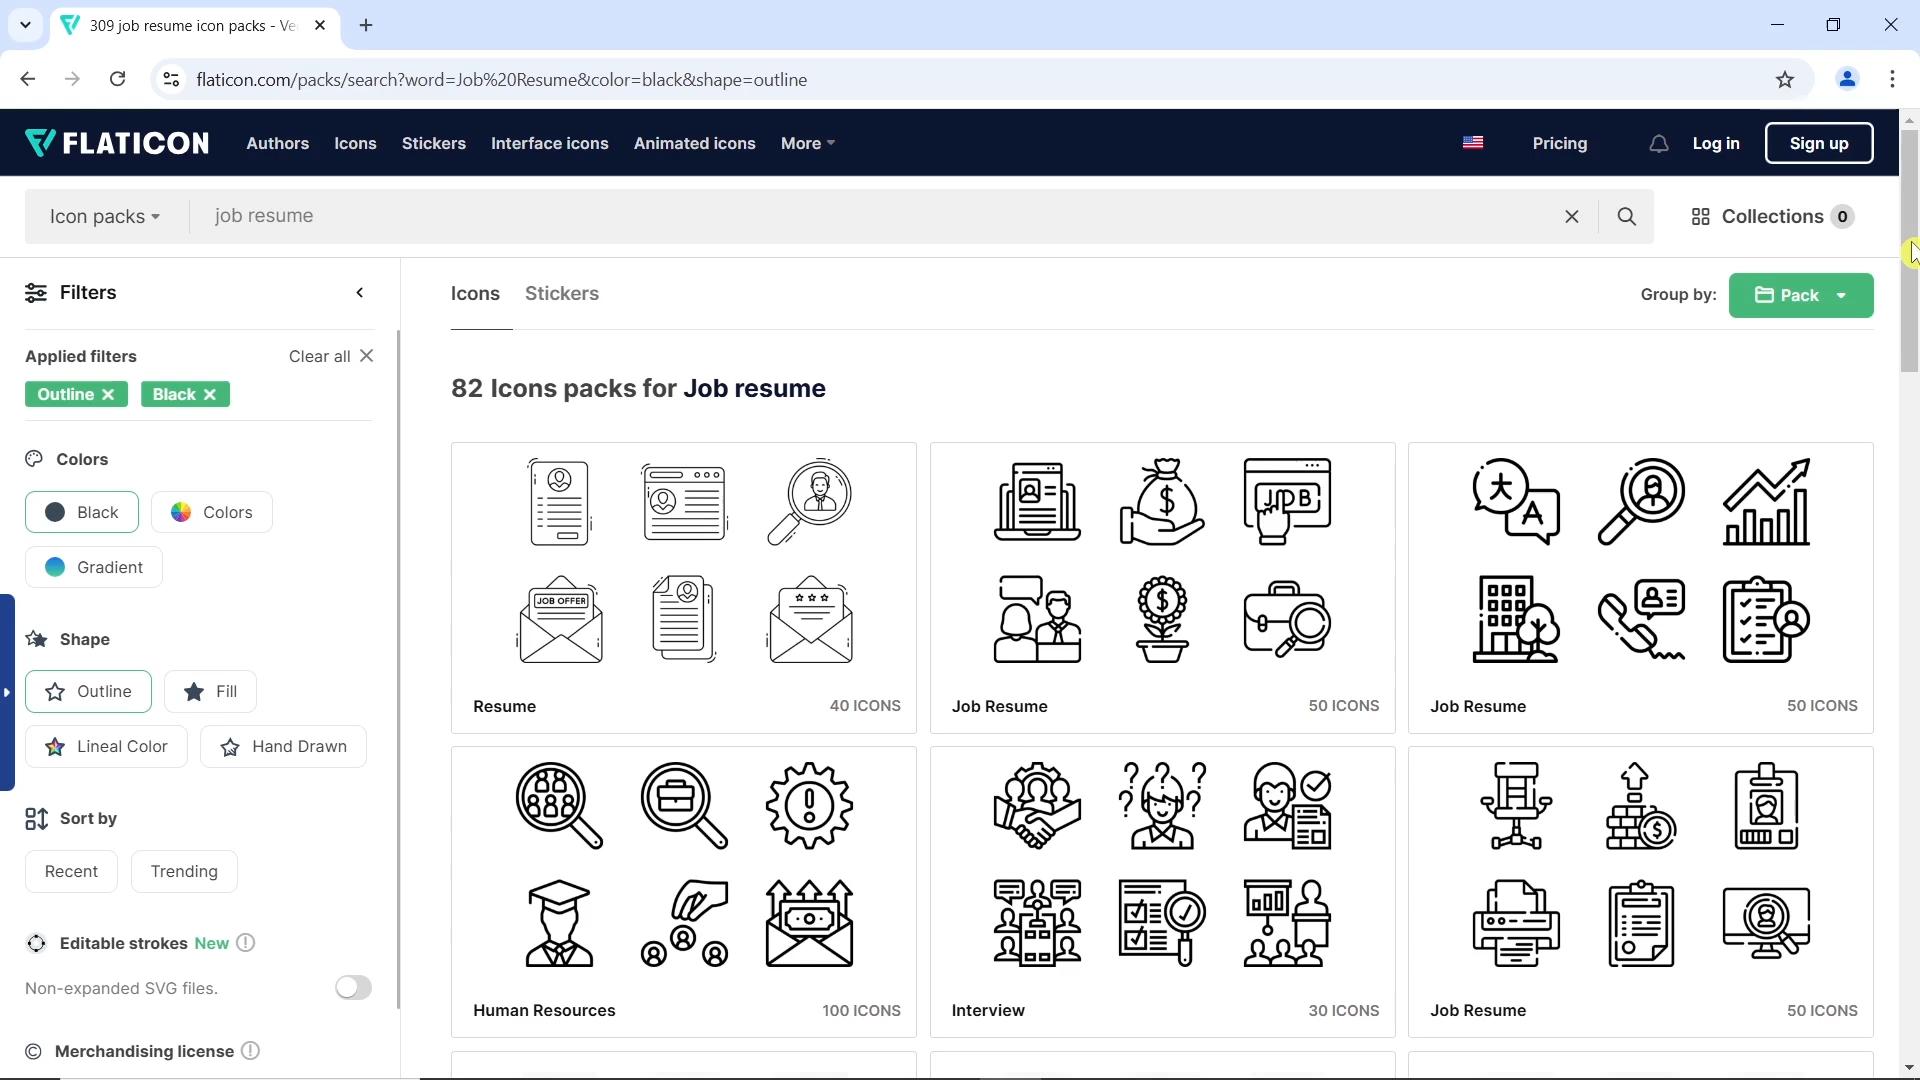 309 job resume icon packs - Ve
flaticon.com/packs/search?word=Job%20Resume&color=black&shape=outline
FLATICON
Authors
Icons
Stickers
Interface icons
Animated icons
More
Pricing
Log in
Sign up
Icon packs
job resume
Collections 0
Filters
Applied filters
Clear all
Outline
Black
Colors
Black
Colors
Gradient
Shape
Outline
Fill
Lineal Color
Hand Drawn
Sort by
Recent
Trending
Editable strokes New
Non-expanded SVG files.
Merchandising license
Icons
Stickers
Group by:
Pack
82 Icons packs for Job resume
JOB OFFER
Resume
40 ICONS
JOB
Job Resume
50 ICONS
大
A
Job Resume
50 ICONS
Human Resources
100 ICONS
Interview
30 ICONS
Job Resume
50 ICONS